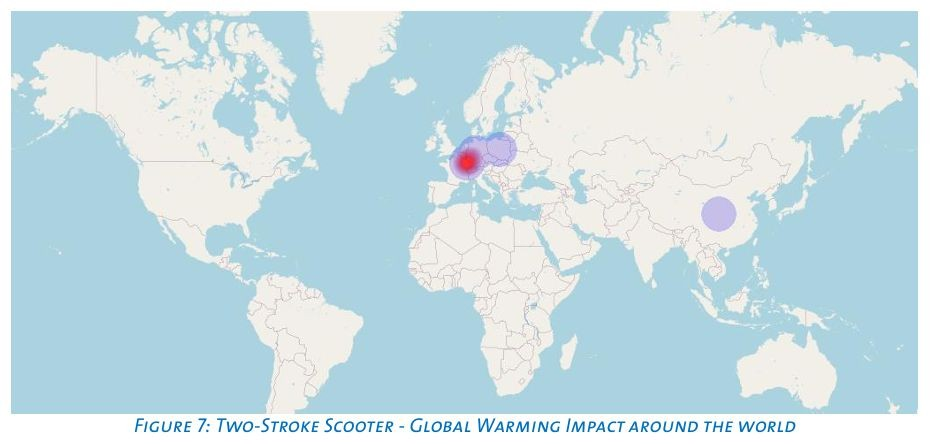 Figure 7: Two-Stroke Scooter - Global Warming Impact around the world